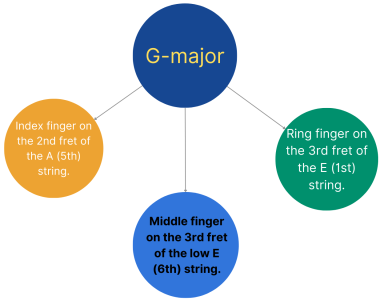 G-major
Index finger on
the 2nd fret of
the A (5th)
string.
Middle finger
on the 3rd fret
of the low E
(6th) string.
Ring finger on
the 3rd fret of
the E (1st)
string.